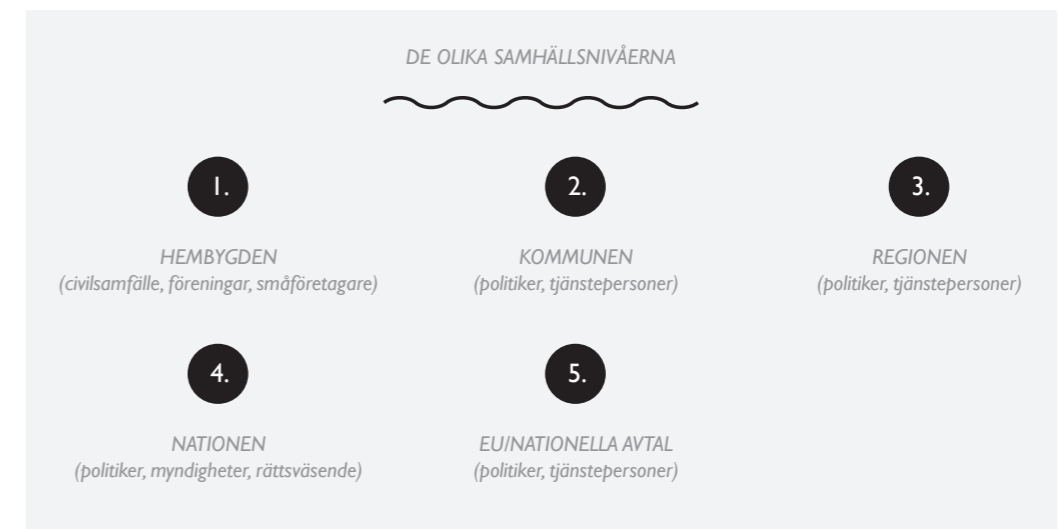 DE OLIKA SAMHÄLLSNIVÅERNA
1.
2.
3.
HEMBYGDEN
(civilsamfälle, föreningar, småföretagare)
KOMMUNEN
(politiker, tjänstepersoner)
REGIONEN
(politiker, tjänstepersoner)
4.
5.
NATIONEN
(politiker, myndigheter, rättsväsende)
EU/NATIONELLA AVTAL
(politiker, tjänstepersoner)